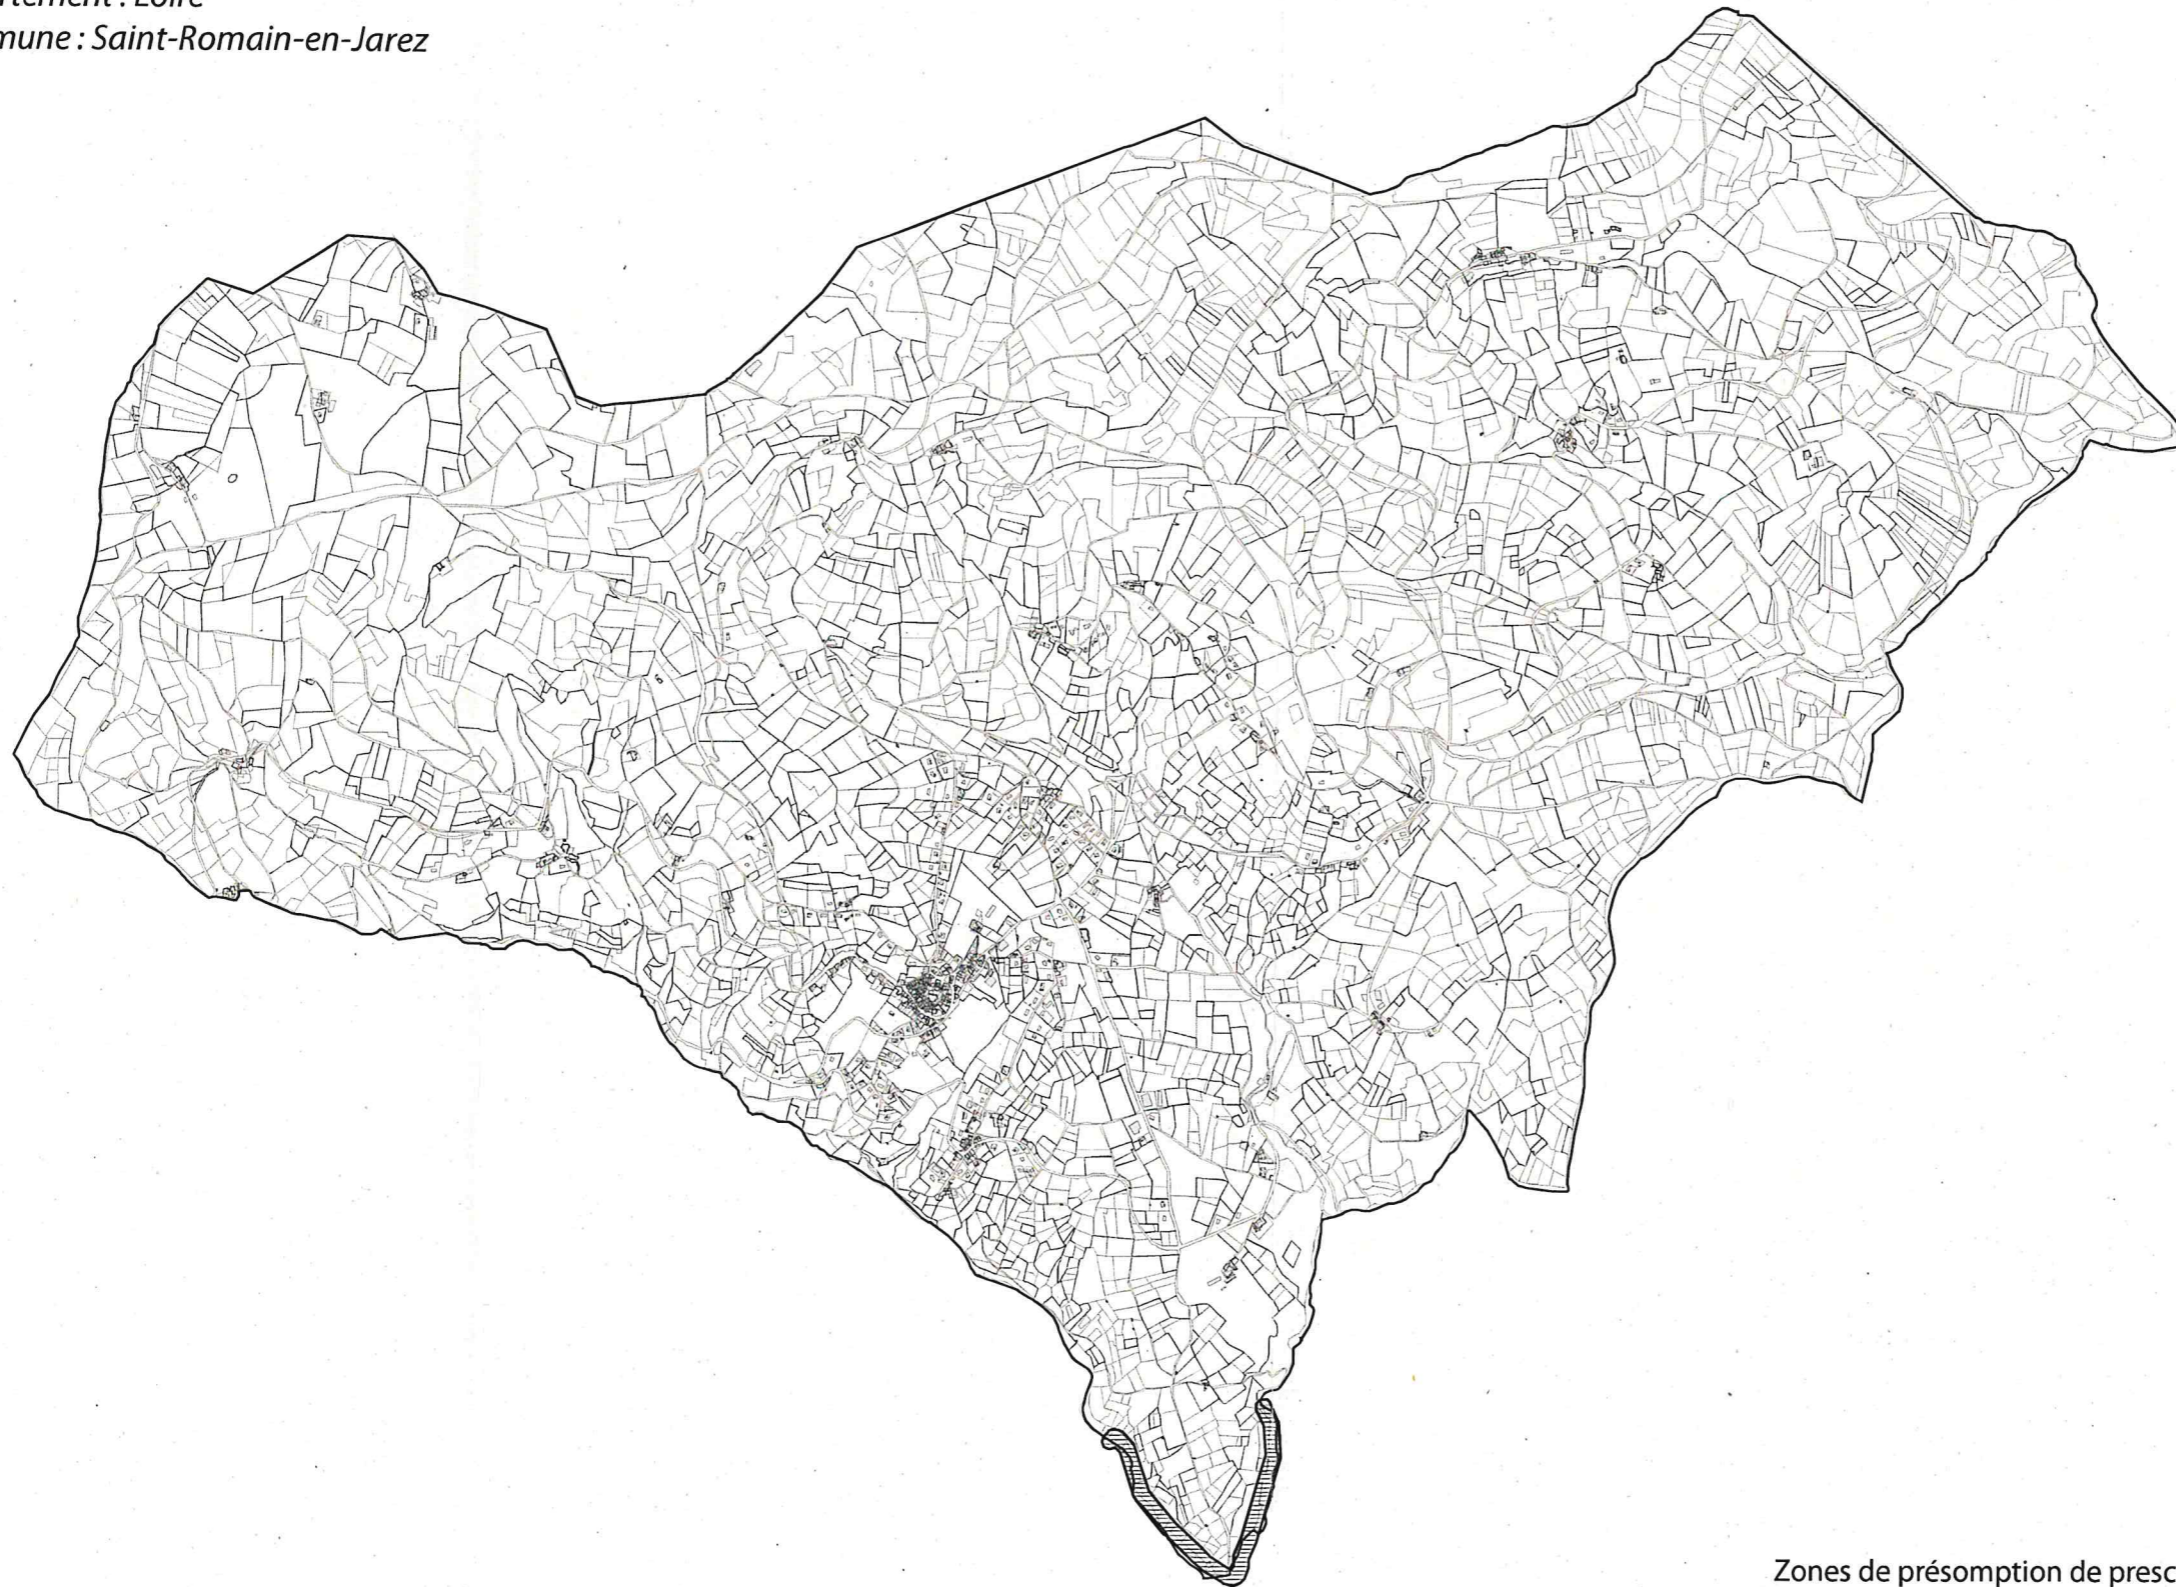 rtement : Loire
mune : Saint-Romain-en-Jarez
Zones de présomption de presc